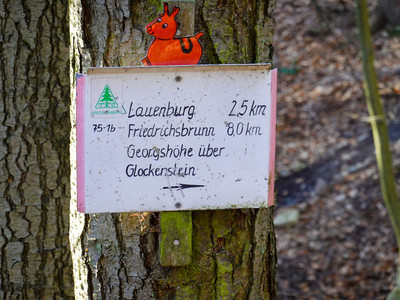 Lauenburg 2,5 km
75-1b Friedrichsbrunn 8,0 km
Georgshöhe über
Glockenstein